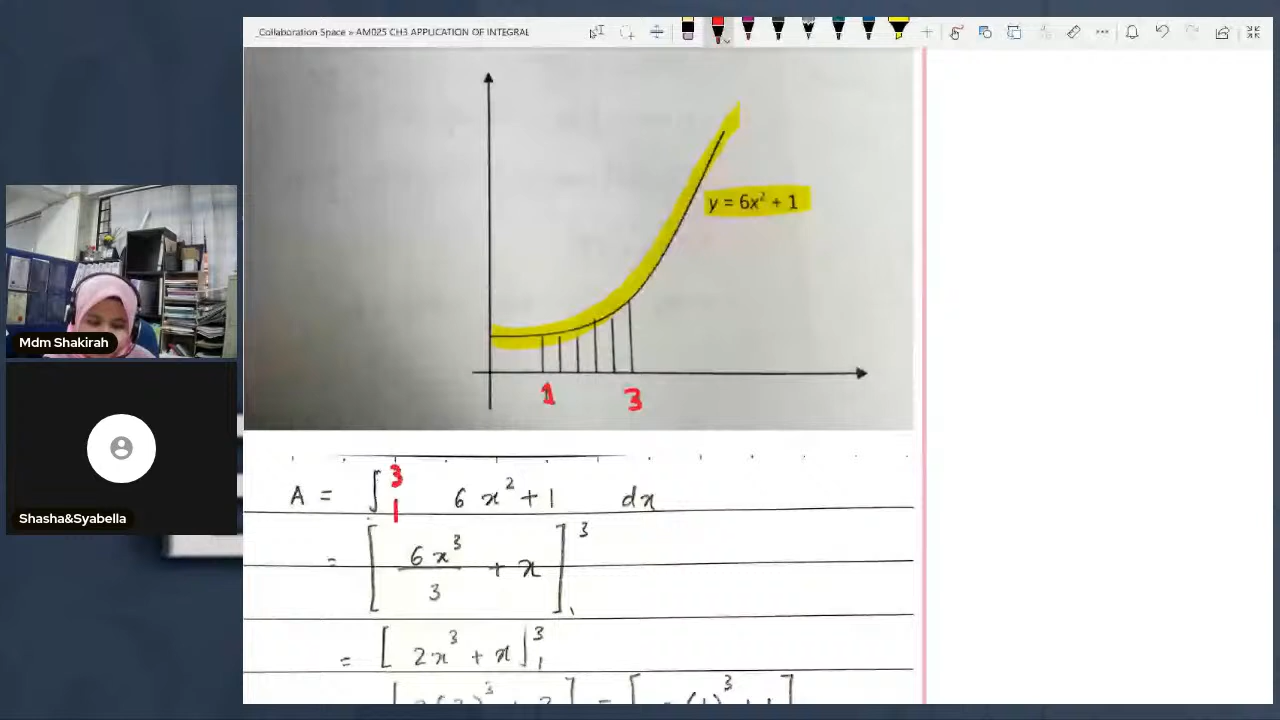 _Collaboration Space » AM025 CH3 APPLICATION OF INTEGRAL
y = 6x² + 1
1 3
Mdm Shakirah
Shasha&Syabella
A = ∫₁³ 6x² + 1 dx
= [6x³/3 + x]₁³
= [2x³ + x]₁³